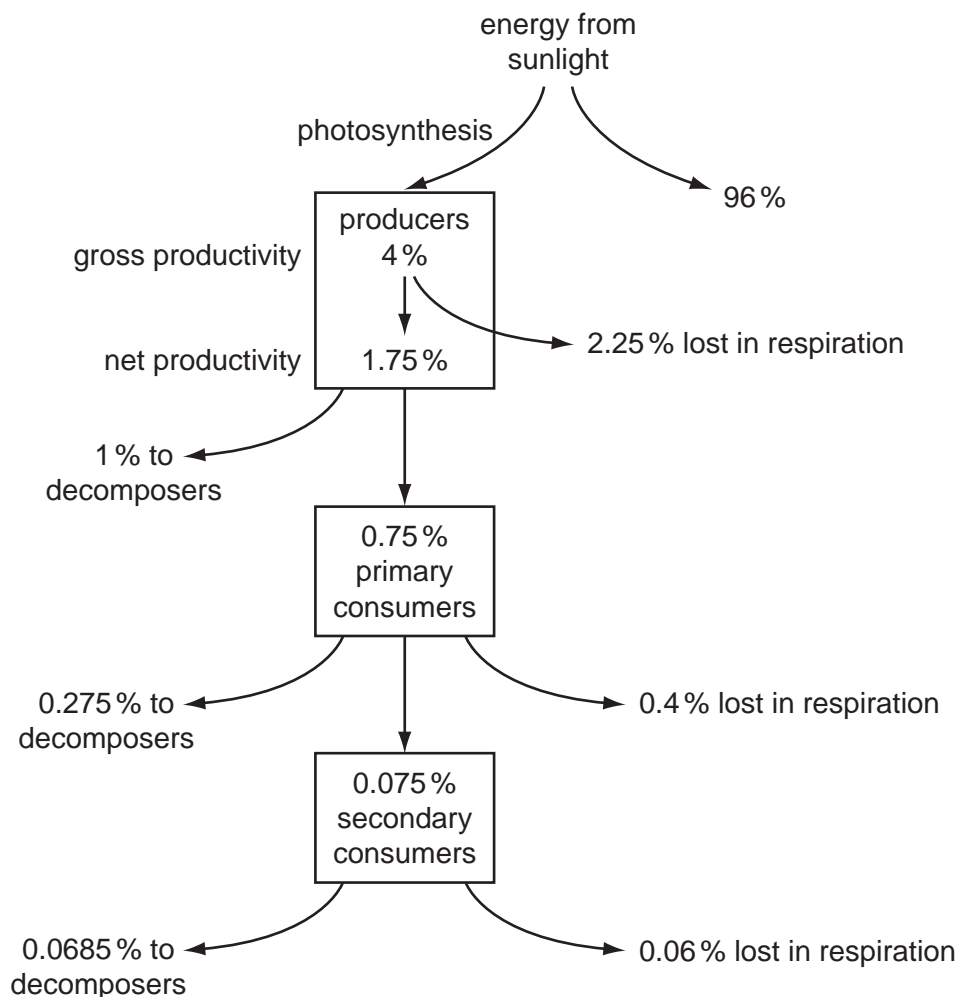 energy from
sunlight
photosynthesis
96 %
producers
gross productivity
4 %
2.25 % lost in respiration
net productivity
1.75 %
1 % to
decomposers
0.75 %
primary
consumers
0.275 % to
decomposers
0.4 % lost in respiration
0.075 %
secondary
consumers
0.0685 % to
decomposers
0.06 % lost in respiration